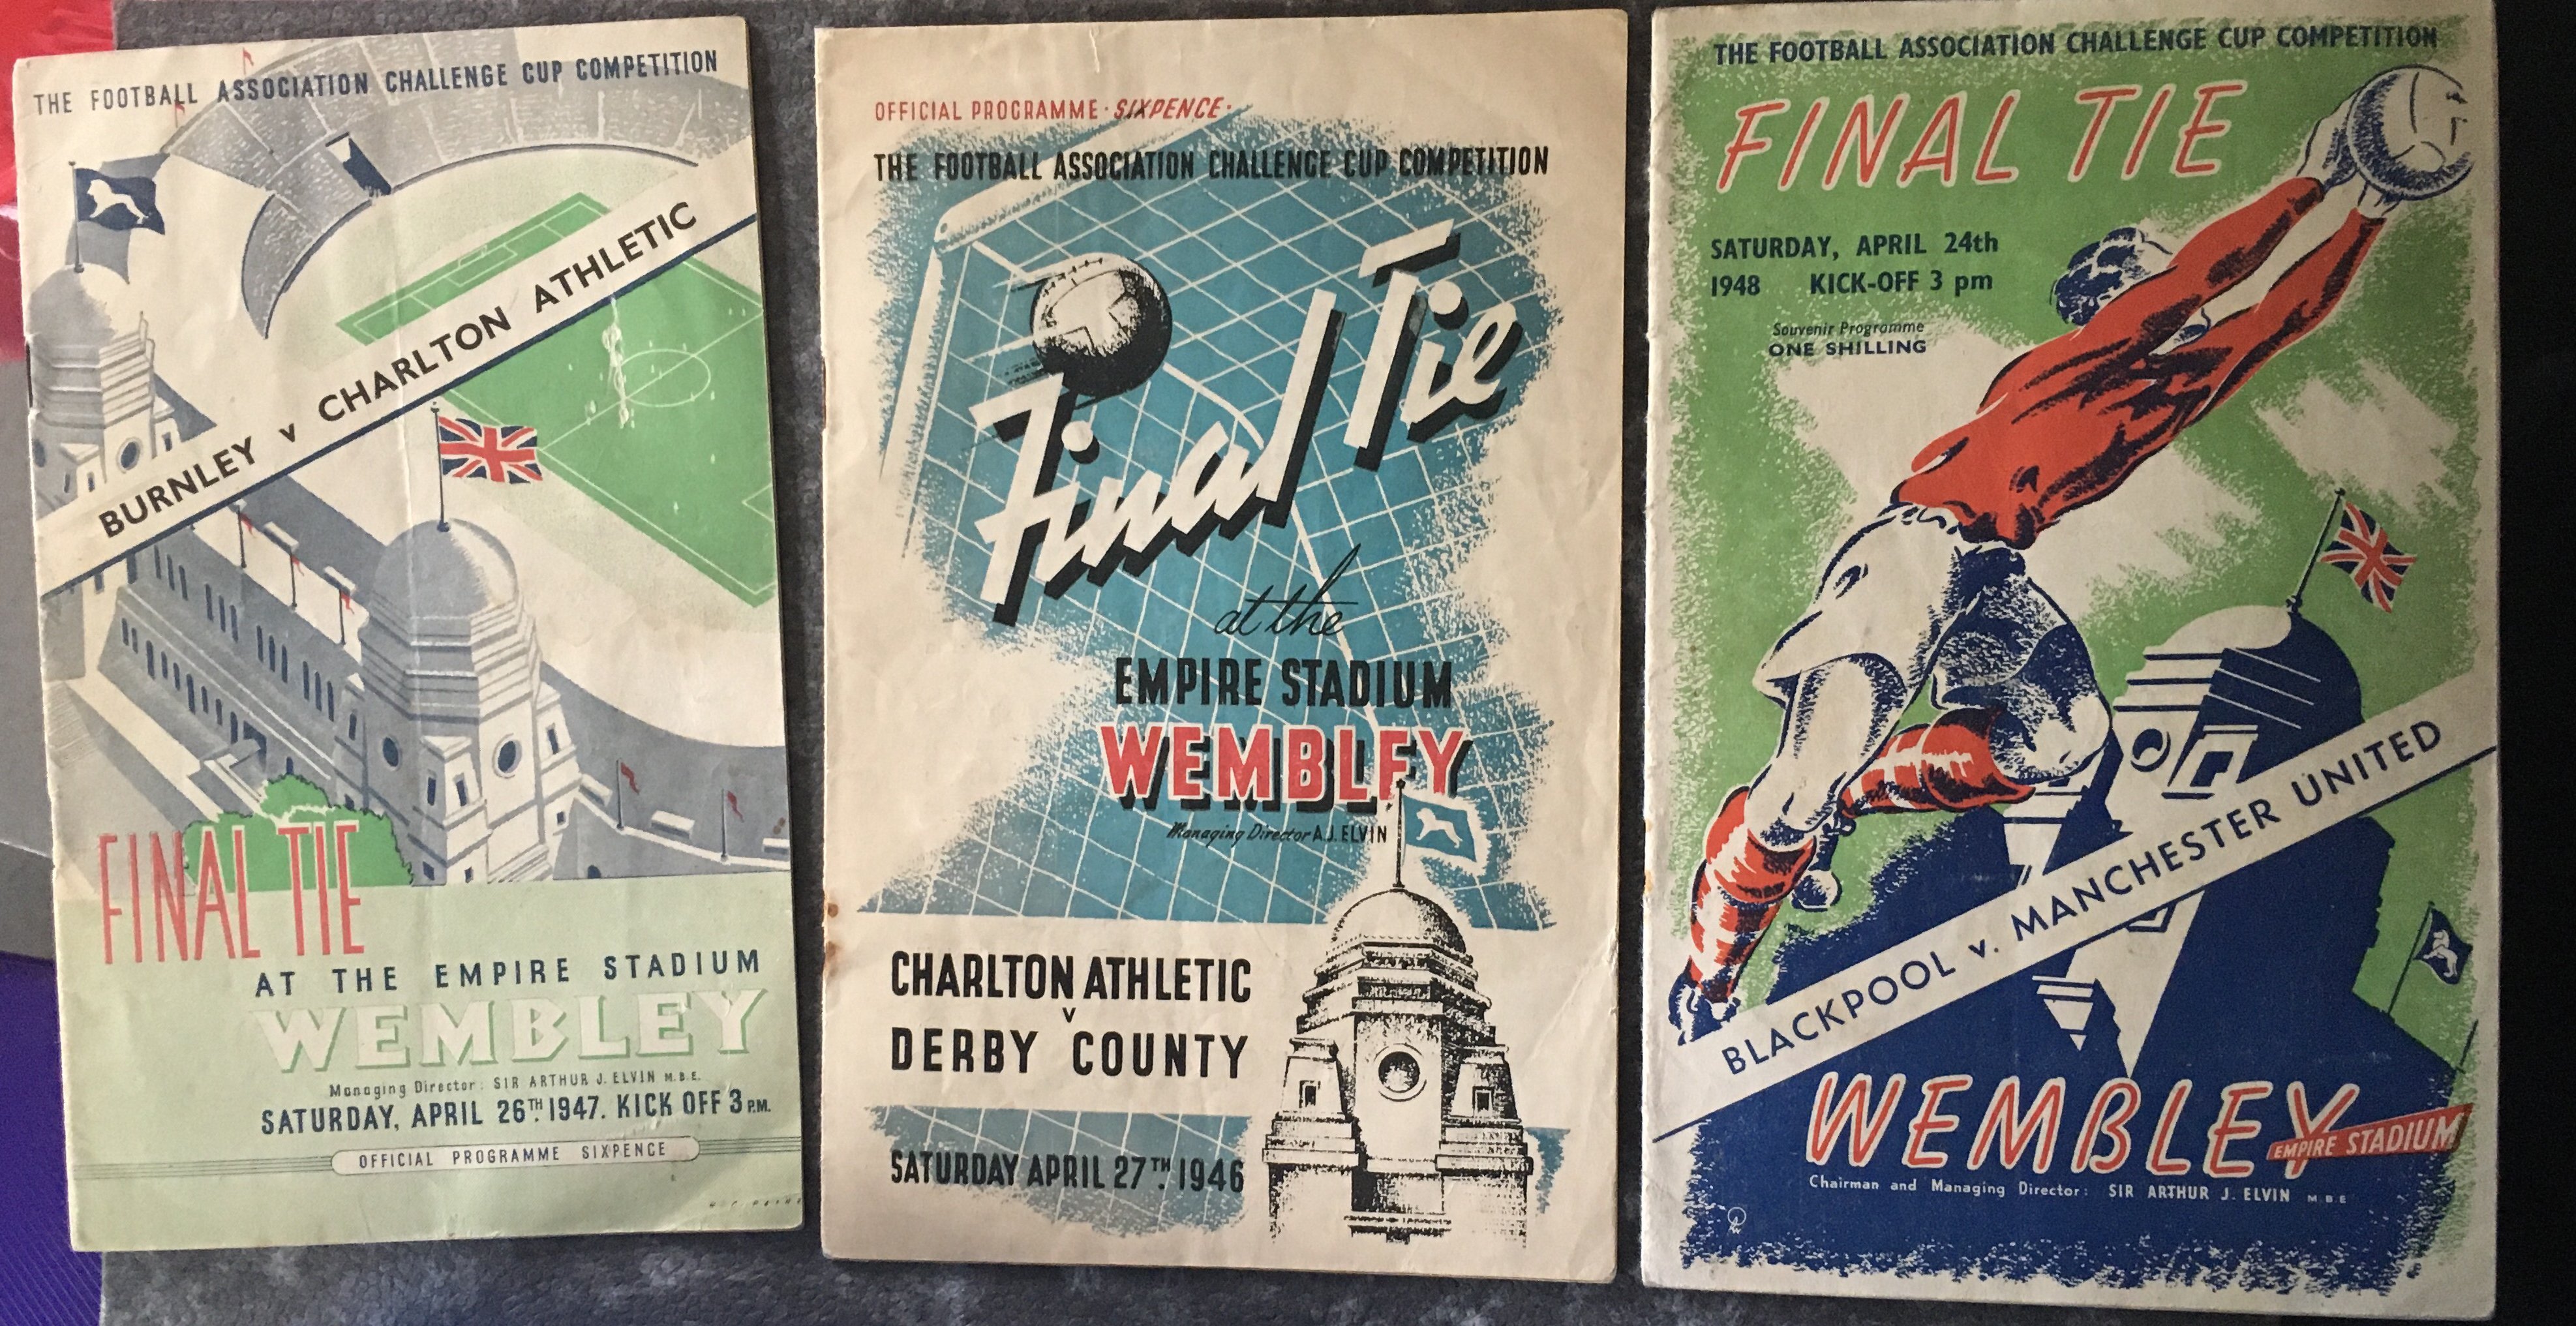 THE FOOTBALL ASSOCIATION CHALLENGE CUP COMPETITION
BURNLEY v CHARLTON ATHLETIC
FINAL TIE
AT THE EMPIRE STADIUM
WEMBLEY
Managing Director: SIR ARTHUR J. ELVIN M.B.E.
SATURDAY, APRIL 26TH 1947. KICK OFF 3 P.M.
OFFICIAL PROGRAMME SIXPENCE
OFFICIAL PROGRAMME · SIXPENCE ·
THE FOOTBALL ASSOCIATION CHALLENGE CUP COMPETITION
Final Tie
at the
EMPIRE STADIUM
WEMBLEY
Managing Director A.J. ELVIN
CHARLTON ATHLETIC
v
DERBY COUNTY
SATURDAY APRIL 27TH 1946
THE FOOTBALL ASSOCIATION CHALLENGE CUP COMPETITION
FINAL TIE
SATURDAY, APRIL 24th
1948 KICK-OFF 3 pm
Souvenir Programme
ONE SHILLING
BLACKPOOL v. MANCHESTER UNITED
WEMBLEY
EMPIRE STADIUM
Chairman and Managing Director: SIR ARTHUR J. ELVIN M B E